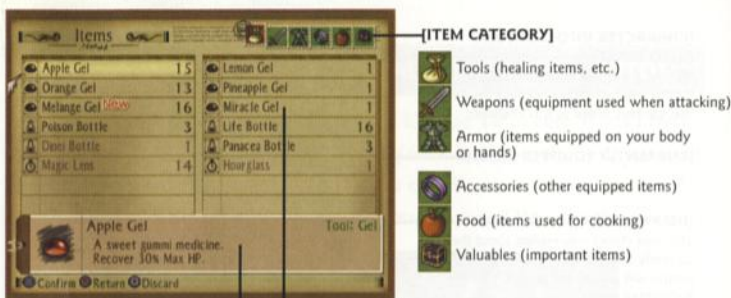 Items
[ITEM CATEGORY]
Apple Gel 15
Lemon Gel 1
Orange Gel 13
Pineapple Gel 1
Melange Gel New 16
Miracle Gel 1
Poison Bottle 3
Life Bottle 16
Panacea Bottle 3
Magic Lens 14
Hourglass 1
Apple Gel
Tool: Gel
A sweet gummi medicine.
Recover 30% Max HP.
Confirm Return Discard
Tools (healing items, etc.)
Weapons (equipment used when attacking)
Armor (items equipped on your body
or hands)
Accessories (other equipped items)
Food (items used for cooking)
Valuables (important items)